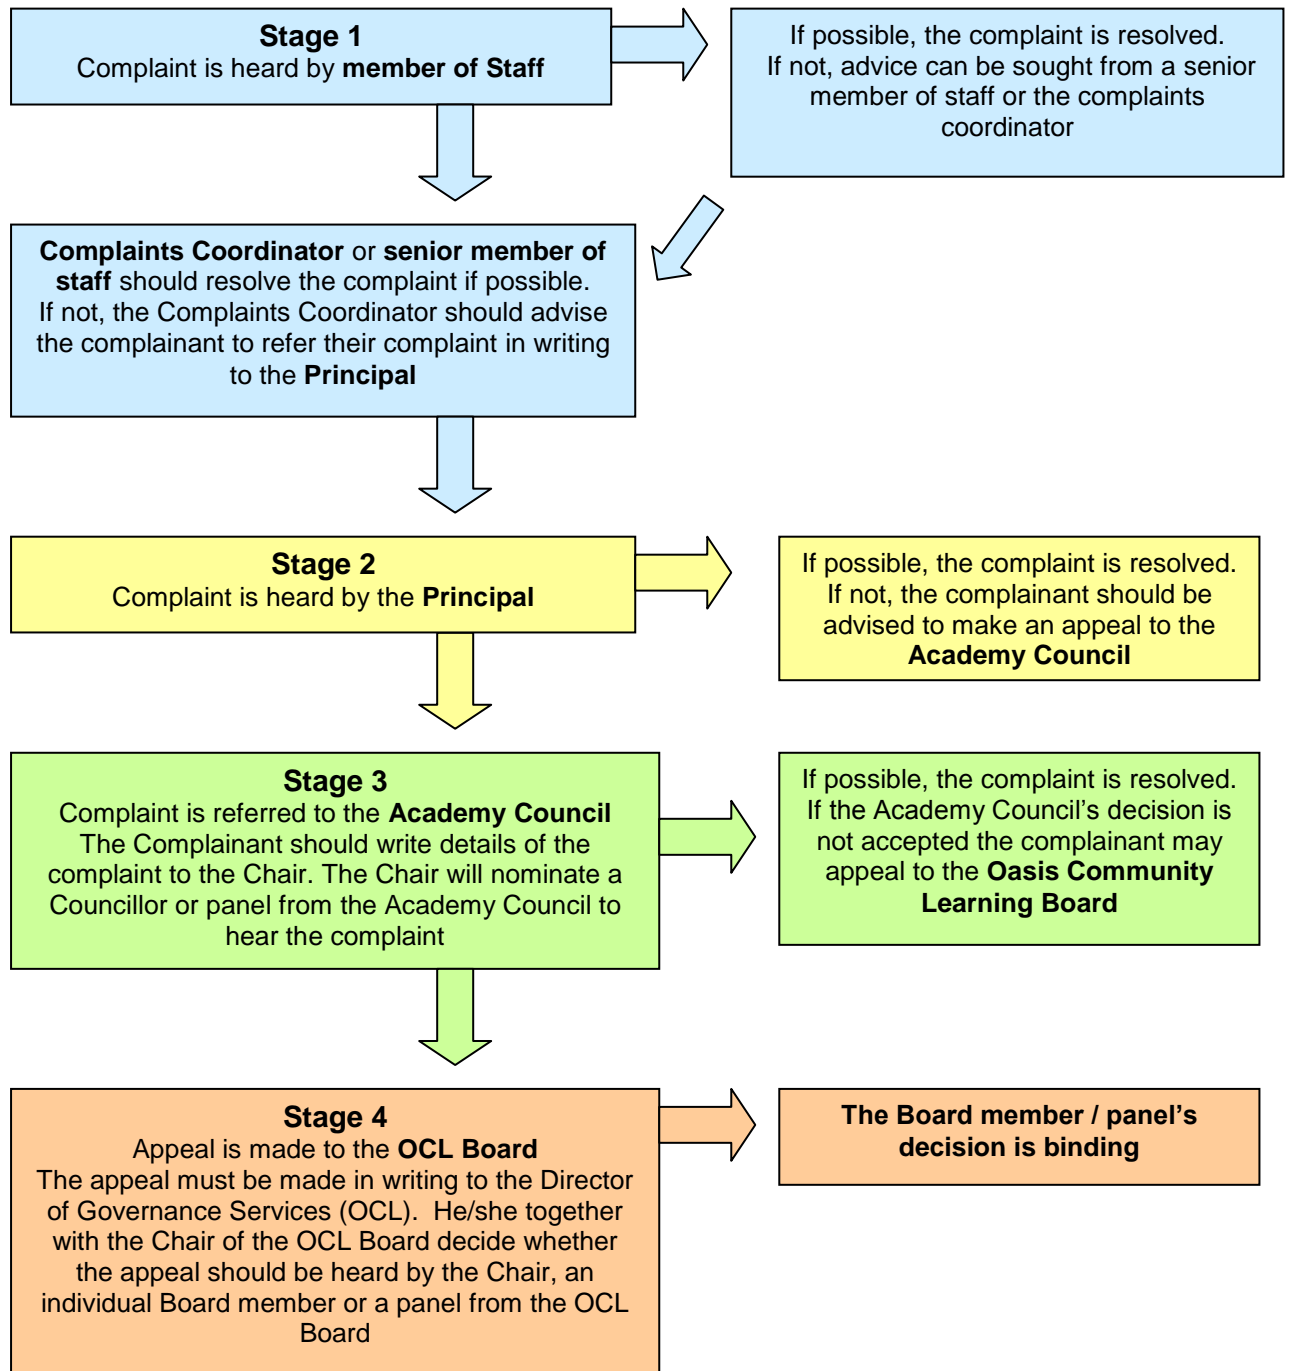 Stage 1
Complaint is heard by member of Staff
If possible, the complaint is resolved.
If not, advice can be sought from a senior
member of staff or the complaints
coordinator
Complaints Coordinator or senior member of
staff should resolve the complaint if possible.
If not, the Complaints Coordinator should advise
the complainant to refer their complaint in writing
to the Principal
Stage 2
Complaint is heard by the Principal
If possible, the complaint is resolved.
If not, the complainant should be
advised to make an appeal to the
Academy Council
Stage 3
Complaint is referred to the Academy Council
The Complainant should write details of the
complaint to the Chair. The Chair will nominate a
Councillor or panel from the Academy Council to
hear the complaint
If possible, the complaint is resolved.
If the Academy Council’s decision is
not accepted the complainant may
appeal to the Oasis Community
Learning Board
Stage 4
Appeal is made to the OCL Board
The appeal must be made in writing to the Director
of Governance Services (OCL).  He/she together
with the Chair of the OCL Board decide whether
the appeal should be heard by the Chair, an
individual Board member or a panel from the OCL
Board
The Board member / panel’s
decision is binding